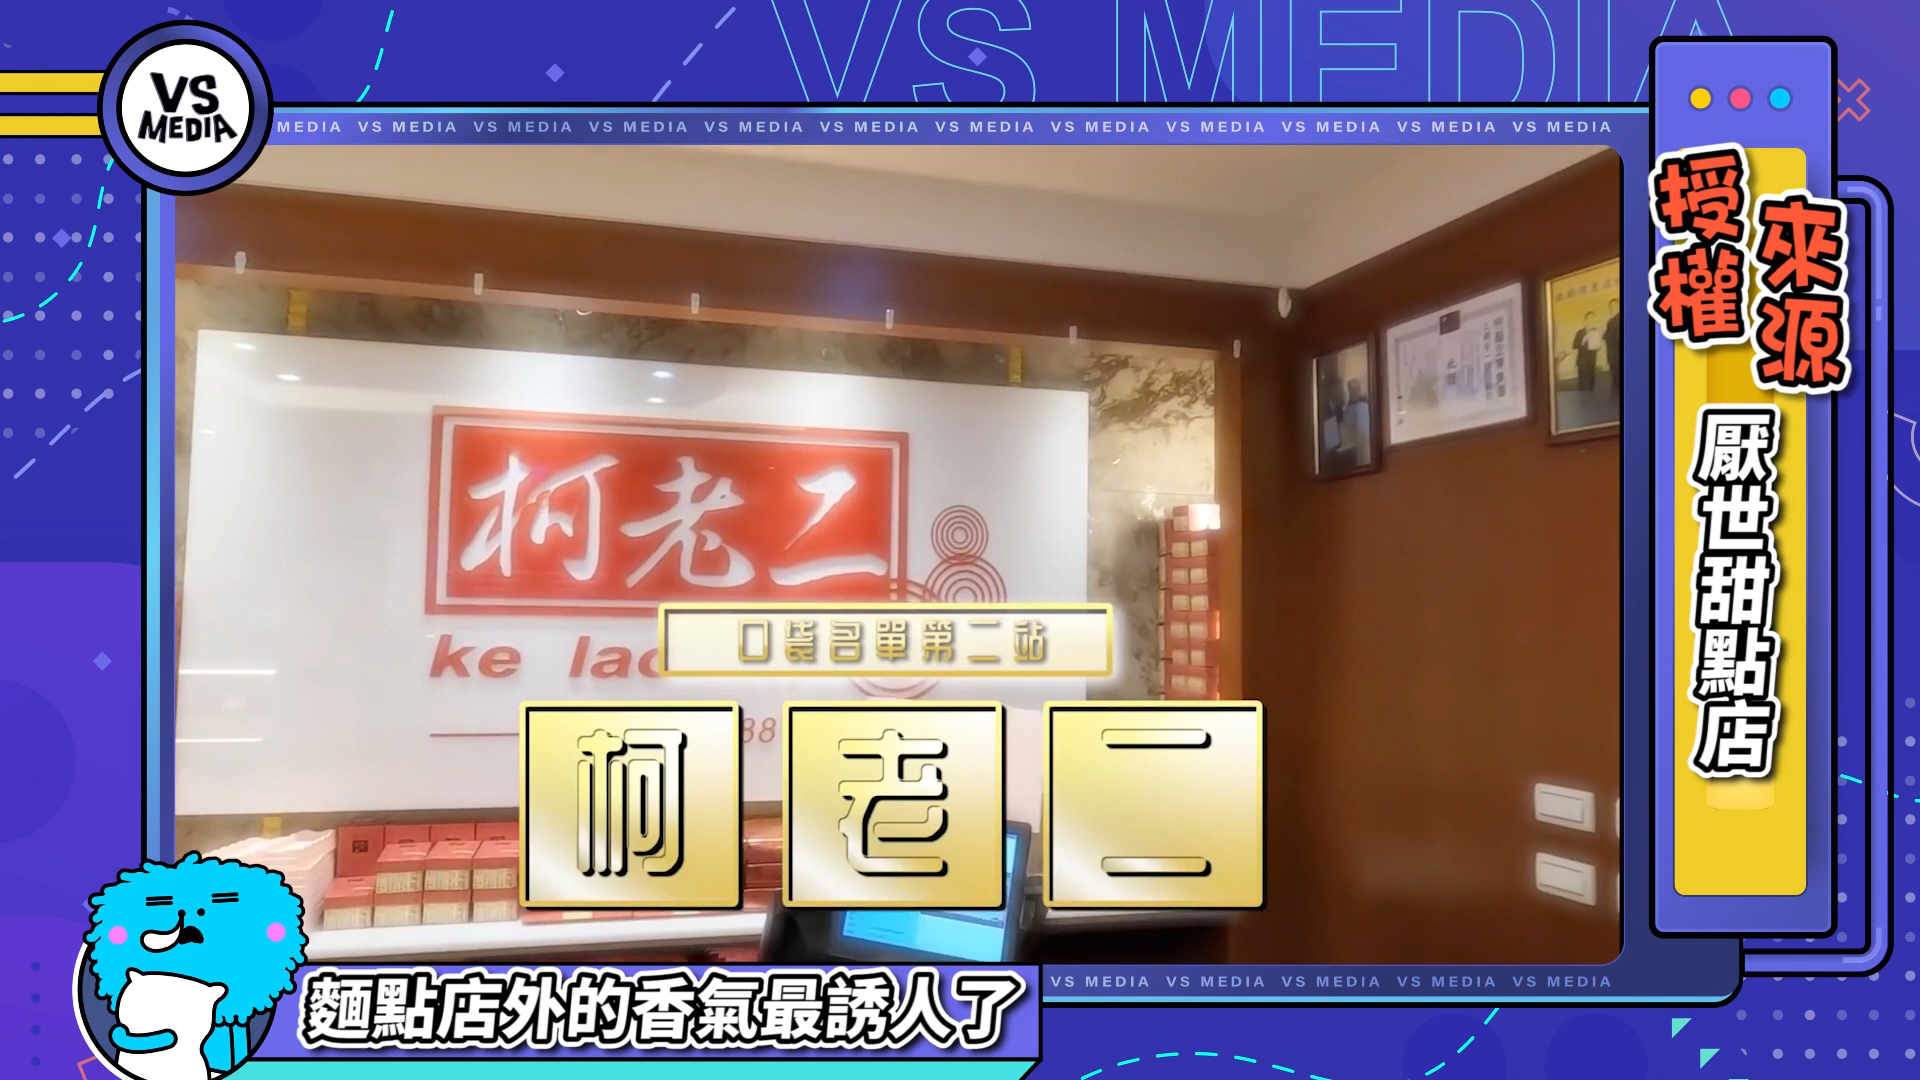 VS MEDIA
VS
MEDIA
MEDIA VS MEDIA VS MEDIA VS MEDIA VS MEDIA VS MEDIA VS MEDIA VS MEDIA VS MEDIA VS MEDIA VS MEDIA VS MEDIA
授權
來源
厭世甜點店
柯老二
ke lao
88
口袋名單第二站
柯老二
VS MEDIA VS MEDIA VS MEDIA VS MEDIA VS MEDIA
麵點店外的香氣最誘人了